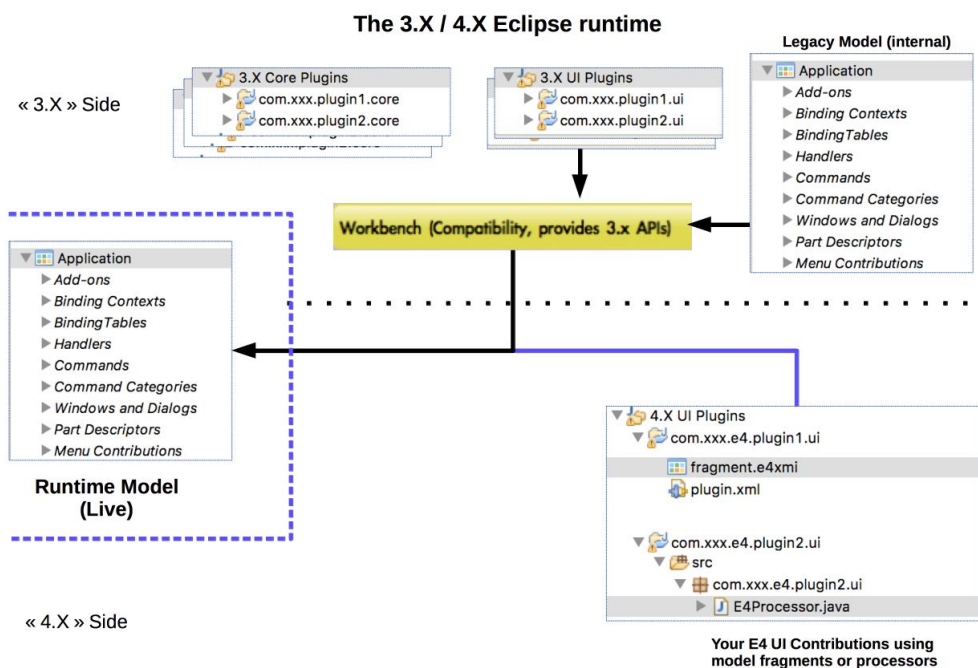 The 3.X / 4.X Eclipse runtime
Legacy Model (internal)
« 3.X » Side
3.X Core Plugins
com.xxx.plugin1.core
com.xxx.plugin2.core
3.X UI Plugins
com.xxx.plugin1.ui
com.xxx.plugin2.ui
Application
Add-ons
Binding Contexts
BindingTables
Handlers
Commands
Command Categories
Windows and Dialogs
Part Descriptors
Menu Contributions
Workbench (Compatibility, provides 3.x APIs)
Application
Add-ons
Binding Contexts
BindingTables
Handlers
Commands
Command Categories
Windows and Dialogs
Part Descriptors
Menu Contributions
Runtime Model
(Live)
4.X UI Plugins
com.xxx.e4.plugin1.ui
fragment.e4xmi
plugin.xml
com.xxx.e4.plugin2.ui
src
com.xxx.e4.plugin2.ui
E4Processor.java
« 4.X » Side
Your E4 UI Contributions using
model fragments or processors